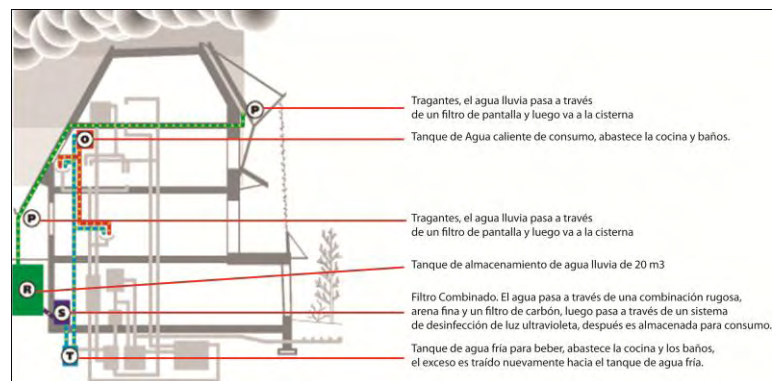 Tragantes, el agua lluvia pasa a través
de un filtro de pantalla y luego va a la cisterna
P
Tanque de Agua caliente de consumo, abastece la cocina y baños.
O
Tragantes, el agua lluvia pasa a través
de un filtro de pantalla y luego va a la cisterna
P
Tanque de almacenamiento de agua lluvia de 20 m3
R
Filtro Combinado. El agua pasa a través de una combinación rugosa,
arena fina y un filtro de carbón, luego pasa a través de un sistema
de desinfección de luz ultravioleta, después es almacenada para consumo.
S
Tanque de agua fría para beber, abastece la cocina y los baños,
el exceso es traído nuevamente hacia el tanque de agua fría.
T